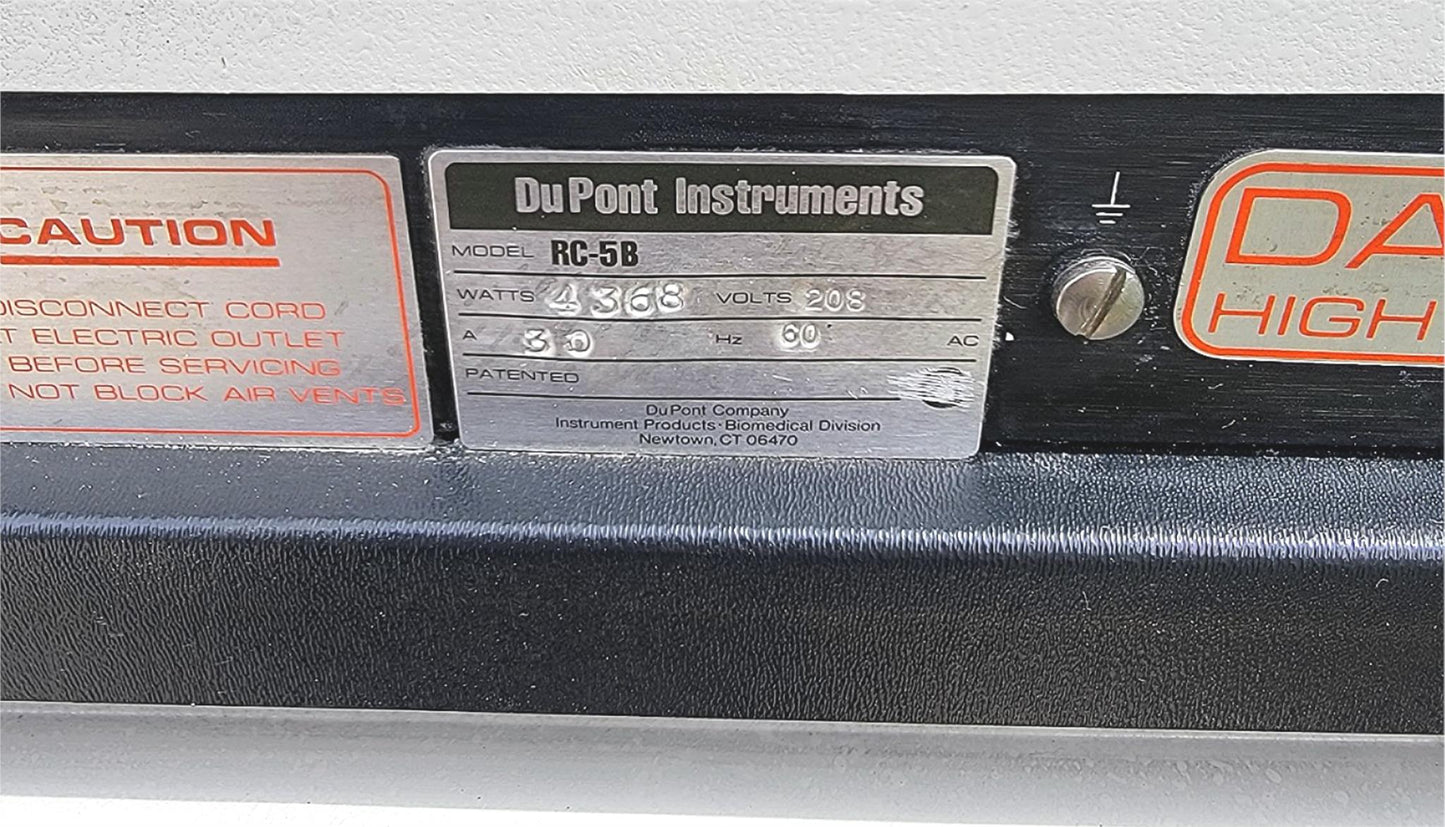 CAUTION
DISCONNECT CORD
T ELECTRIC OUTLET
BEFORE SERVICING
NOT BLOCK AIR VENTS
DuPont Instruments
MODEL RC-5B
WATTS 4368 VOLTS 208
A 30 Hz 60 AC
PATENTED
DuPont Company
Instrument Products·Biomedical Division
Newtown, CT 06470
DA
HIGH